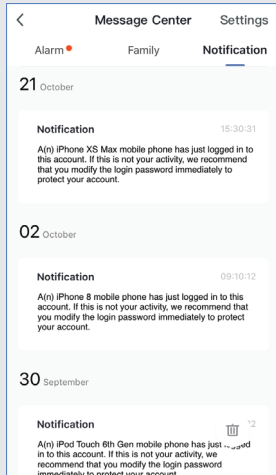 Message Center Settings
Alarm Family Notification
21 October
Notification 15:30:31
A(n) iPhone XS Max mobile phone has just logged in to
this account. If this is not your activity, we recommend
that you modify the login password immediately to
protect your account.
02 October
Notification 09:10:12
A(n) iPhone 8 mobile phone has just logged in to this
account. If this is not your activity, we recommend that
you modify the login password immediately to protect
your account.
30 September
Notification
A(n) iPod Touch 6th Gen mobile phone has just
in to this account. If this is not your activity, we
recommend that you modify the login password
immediately to protect your account